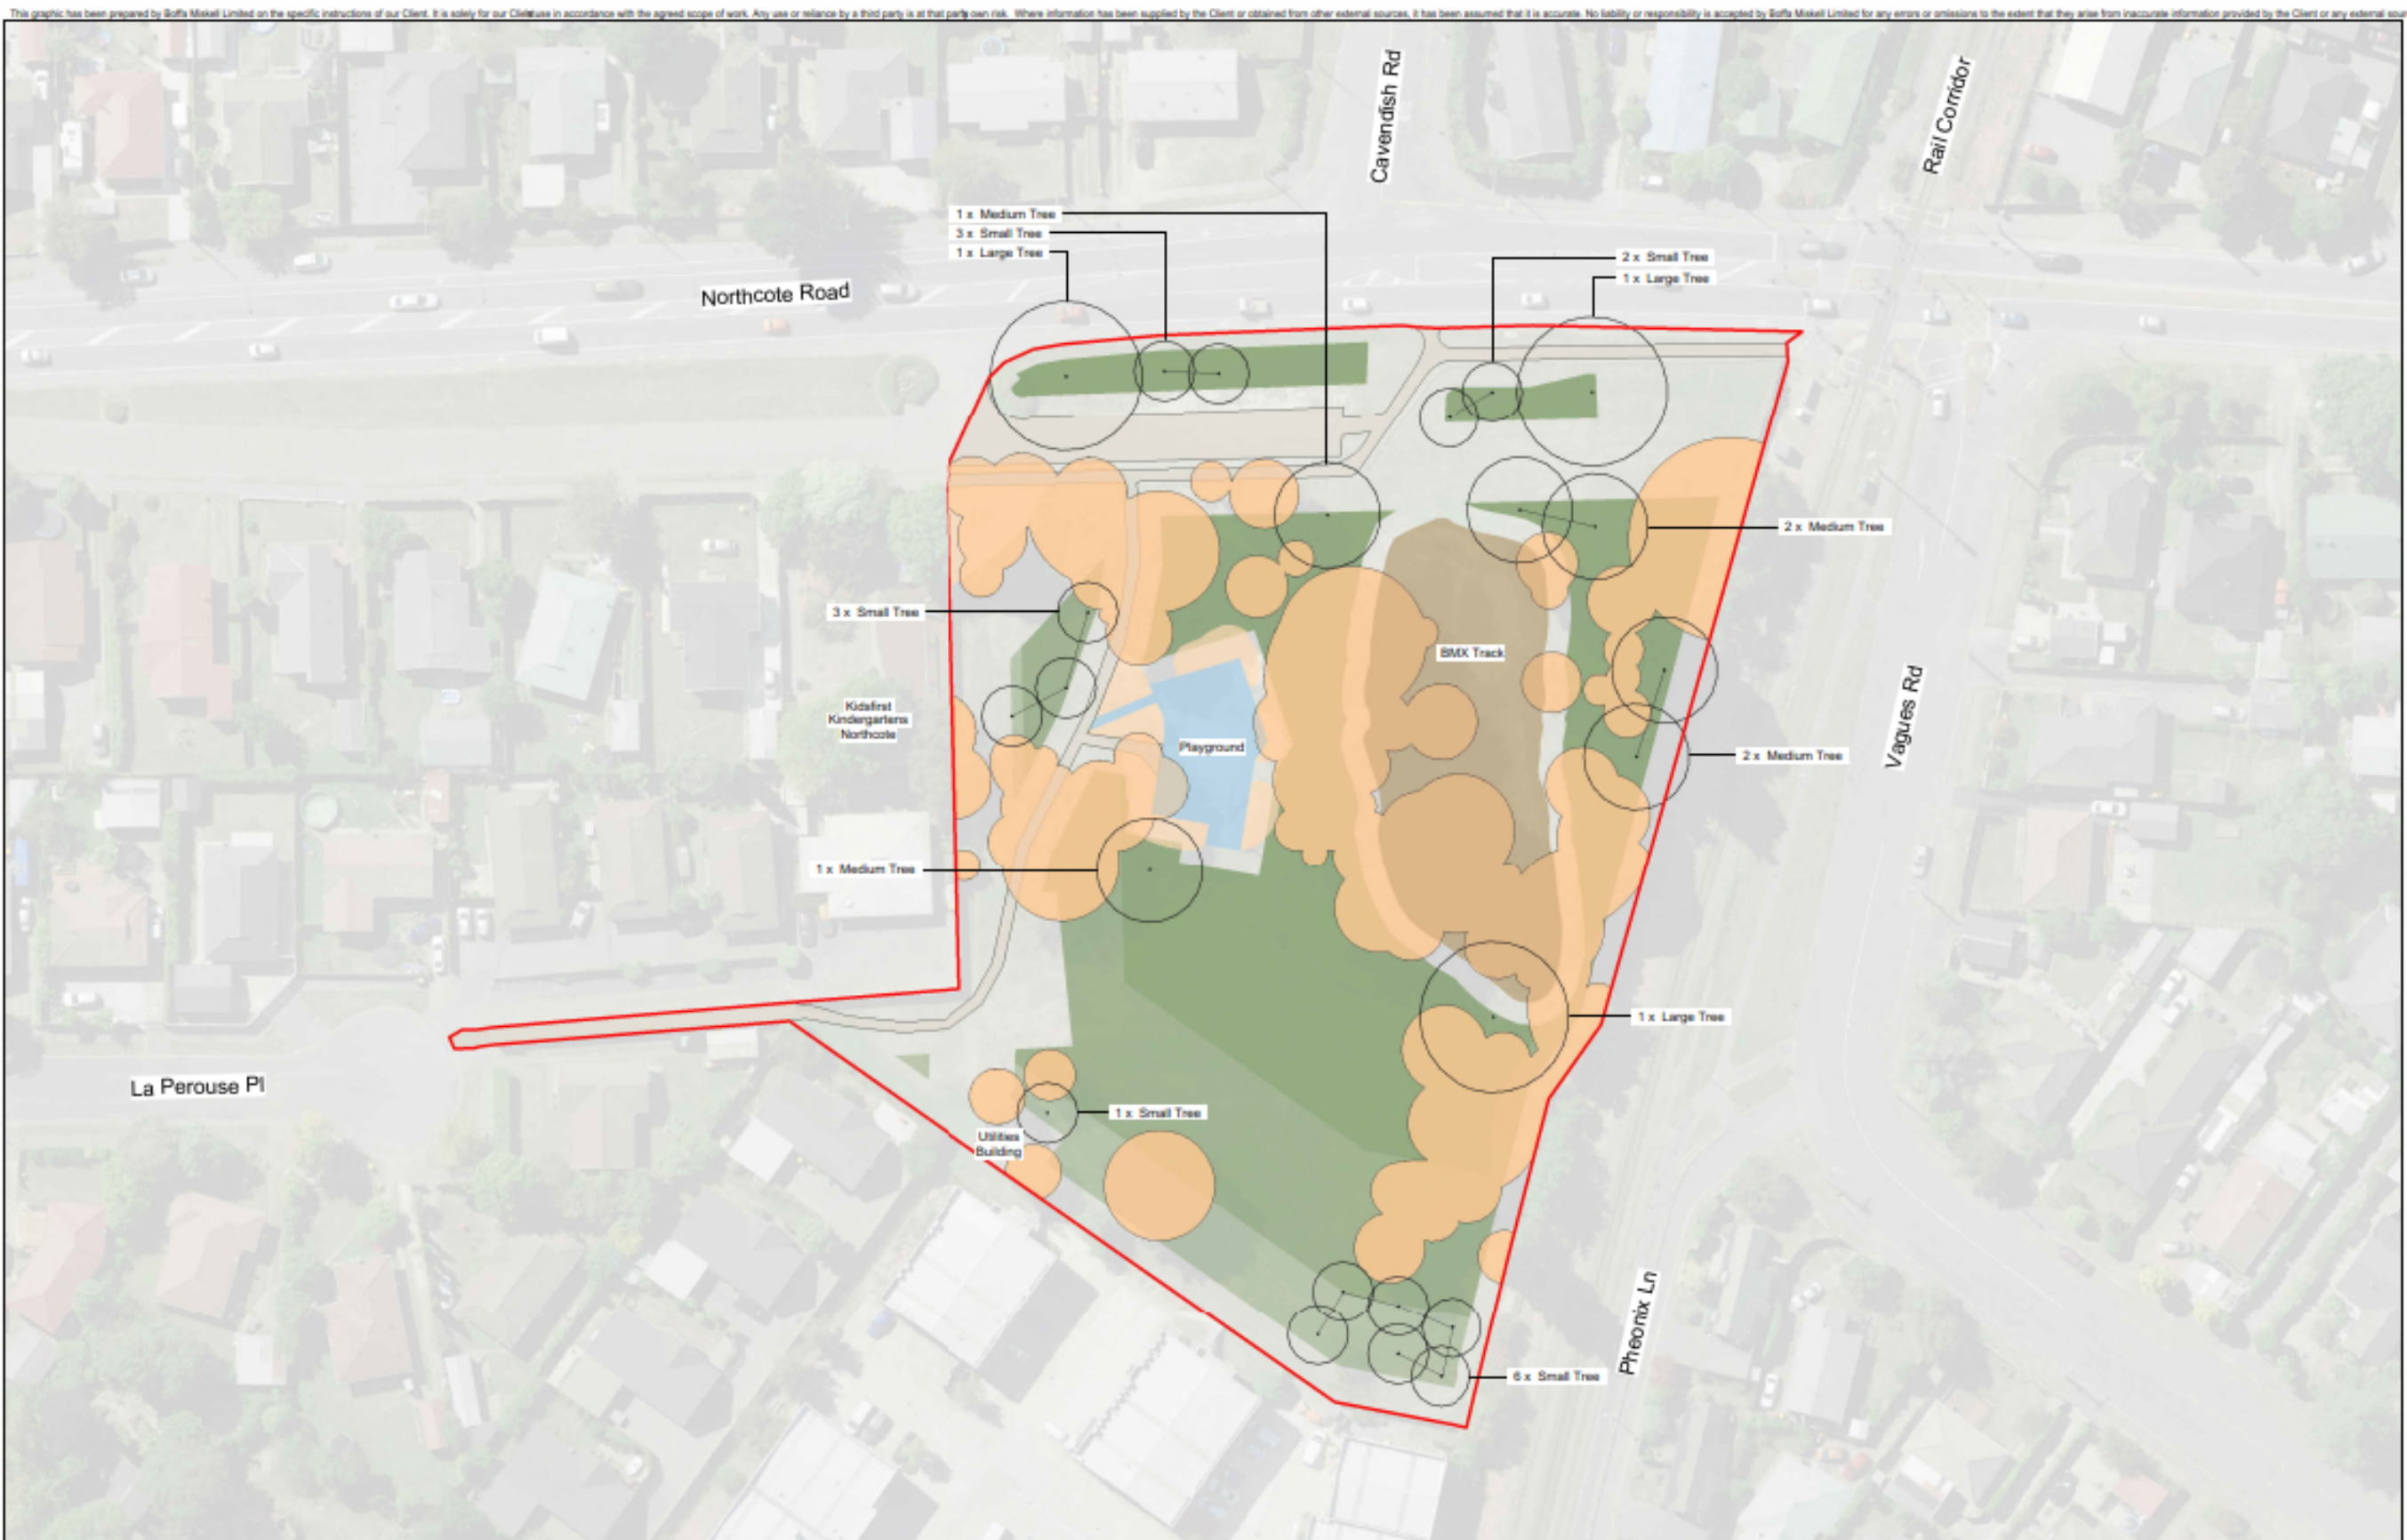 This graphic has been prepared by Boffa Miskell Limited on the specific instructions of our Client. It is solely for our Client use in accordance with the agreed scope of work. Any use or reliance by a third party is at that party own risk. Where information has been supplied by the Client or obtained from other external sources, it has been assumed that it is accurate. No liability or responsibility is accepted by Boffa Miskell Limited for any errors or omissions to the extent that they arise from inaccurate information provided by the Client or any external sour
Cavendish Rd
Rail Corridor
1 x Medium Tree
3 x Small Tree
1 x Large Tree
2 x Small Tree
1 x Large Tree
Northcote Road
2 x Medium Tree
3 x Small Tree
BMX Track
Kidsfirst
Kindergartens
Northcote
Playground
Vagues Rd
2 x Medium Tree
1 x Medium Tree
1 x Large Tree
La Perouse Pl
1 x Small Tree
Utilities
Building
Pheonix Ln
6 x Small Tree